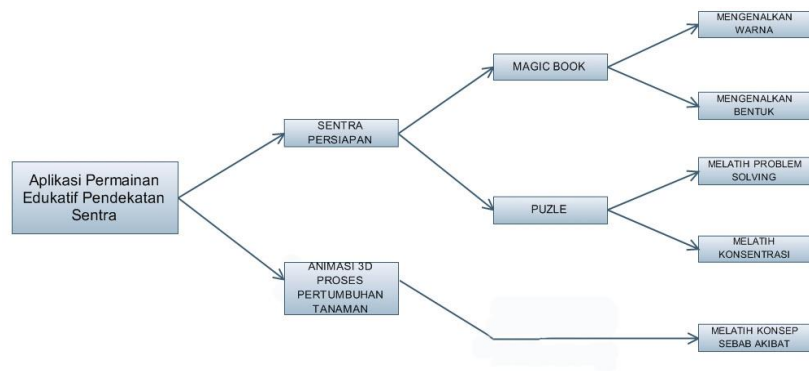 Aplikasi Permainan
Edukatif Pendekatan
Sentra
SENTRA
PERSIAPAN
ANIMASI 3D
PROSES
PERTUMBUHAN
TANAMAN
MAGIC BOOK
PUZLE
MENGENALKAN
WARNA
MENGENALKAN
BENTUK
MELATIH PROBLEM
SOLVING
MELATIH
KONSENTRASI
MELATIH KONSEP
SEBAB AKIBAT